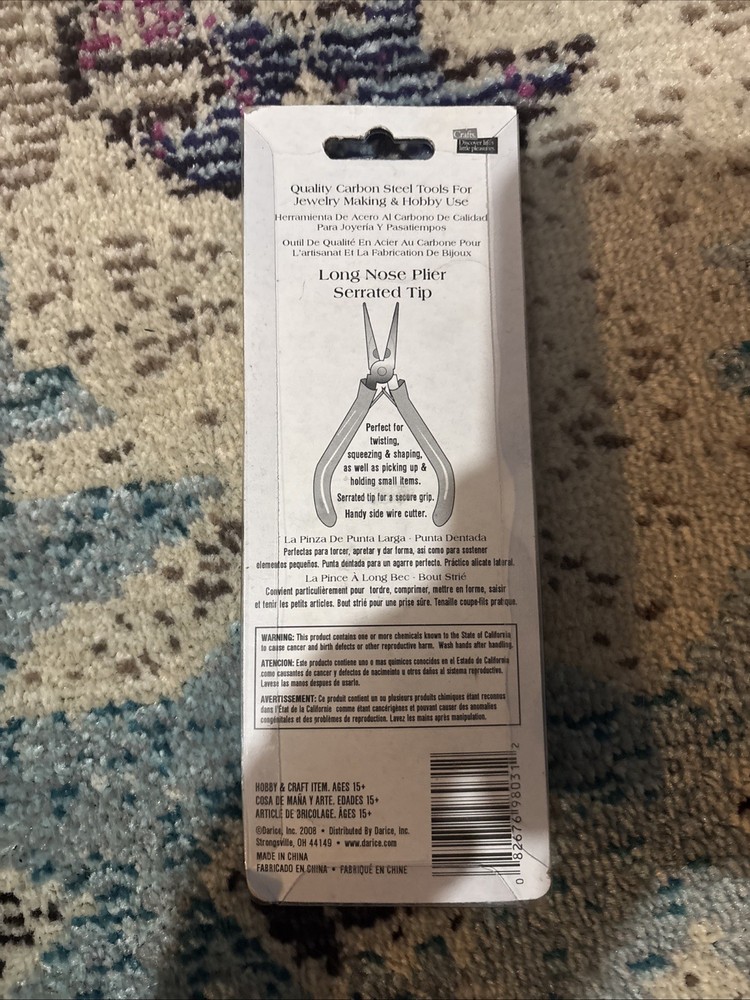 Crafts
Discover life's
little pleasures
Quality Carbon Steel Tools For
Jewelry Making & Hobby Use
Herramienta De Acero Al Carbono De Calidad
Para Joyería Y Pasatiempos
Outil De Qualité En Acier Au Carbone Pour
L'artisanat Et La Fabrication De Bijoux
Long Nose Plier
Serrated Tip
Perfect for
twisting,
squeezing & shaping,
as well as picking up &
holding small items.
Serrated tip for a secure grip.
Handy side wire cutter.
La Pinza De Punta Larga - Punta Dentada
Perfectas para torcer, apretar y dar forma, asi como para sostener
elementos pequeños. Punta dentada para un agarre perfecto. Práctico alicate lateral.
La Pince À Long Bec - Bout Strié
Convient particulièrement pour tordre, comprimer, mettre en forme, saisir
et tenir les petits articles. Bout strié pour une prise sûre. Tenaille coupe-fils pratique.
WARNING: This product contains one or more chemicals known to the State of California
to cause cancer and birth defects or other reproductive harm. Wash hands after handling.
ATENCION: Este producto contiene uno o mas quimicos conocidos en el Estado de California
como causantes de cancer y defectos de nacimeinto u otros daños al sistema reproductivo.
Lavese las manos despues de usarlo.
AVERTISSEMENT: Ce produit contient un ou plusieurs produits chimiques étant reconnus
dans l'État de la Californie comme étant cancérigènes et pouvant causer des anomalies
congénitales et des problèmes de reproduction. Lavez les mains après manipulation.
HOBBY & CRAFT ITEM. AGES 15+
COSA DE MAÑA Y ARTE. EDADES 15+
ARTICLE DE BRICOLAGE. ÂGES 15+
©Darice, Inc. 2008 • Distributed By Darice, Inc.
Strongsville, OH 44149 • www.darice.com
MADE IN CHINA
FABRICADO EN CHINA • FABRIQUÉ EN CHINE
0 82676 98031 2